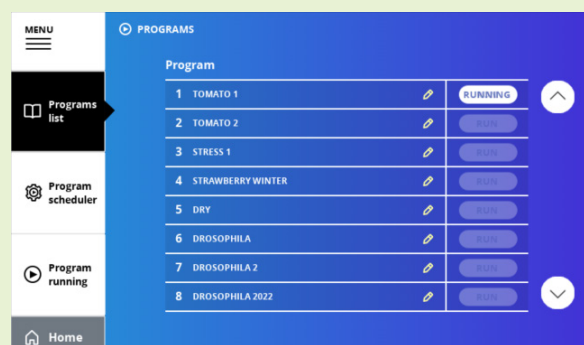 MENU
PROGRAMS
Program
Programs
list
Program
scheduler
Program
running
Home
1 TOMATO 1 RUNNING
2 TOMATO 2 RUN
3 STRESS 1 RUN
4 STRAWBERRY WINTER RUN
5 DRY RUN
6 DROSOPHILA RUN
7 DROSOPHILA 2 RUN
8 DROSOPHILA 2022 RUN